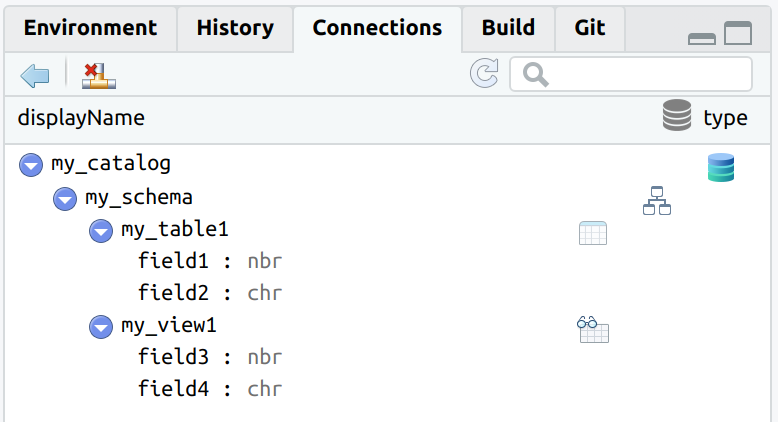 Environment History Connections Build Git
displayName type
my_catalog
my_schema
my_table1
field1 : nbr
field2 : chr
my_view1
field3 : nbr
field4 : chr